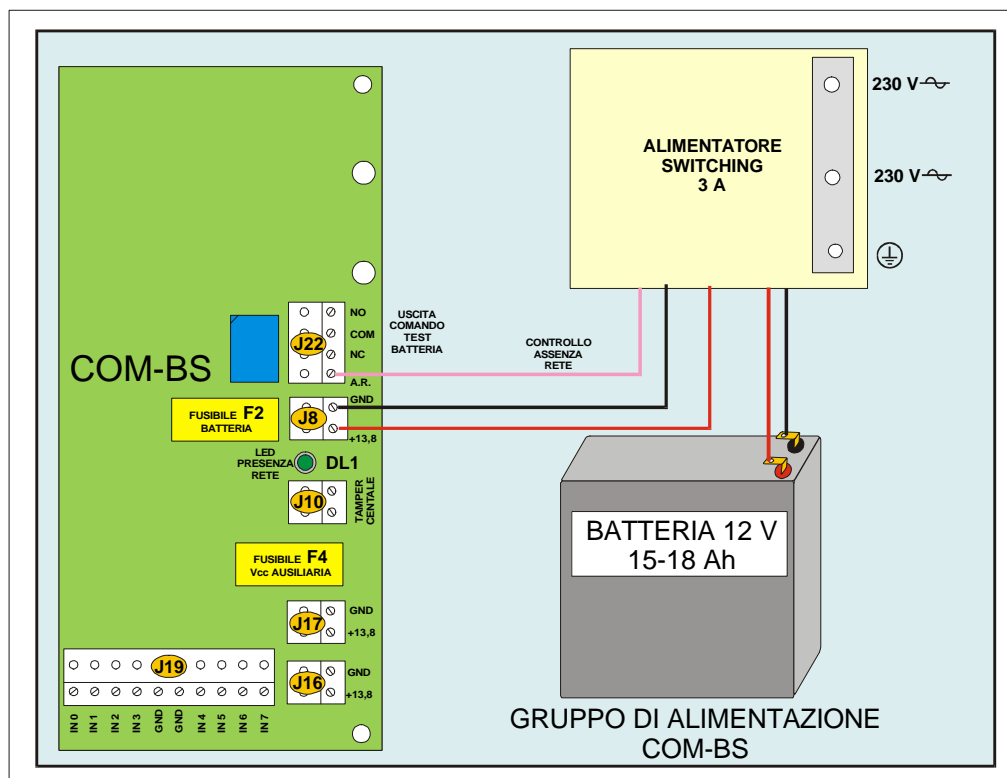 230 V
ALIMENTATORE
SWITCHING
3 A
230 V
NO
COM
NC
A.R.
J22
USCITA
COMANDO
TEST
BATTERIA
CONTROLLO
ASSENZA
RETE
COM-BS
FUSIBILE F2
BATTERIA
J8
GND
+13,8
LED
PRESENZA
RETE
DL1
J10
TAMPER
CENTALE
BATTERIA 12 V
15-18 Ah
FUSIBILE F4
Vcc AUSILIARIA
J17
GND
+13,8
J19
J16
GND
+13,8
IN 0
IN 1
IN 2
IN 3
GND
GND
IN 4
IN 5
IN 6
IN 7
GRUPPO DI ALIMENTAZIONE
COM-BS